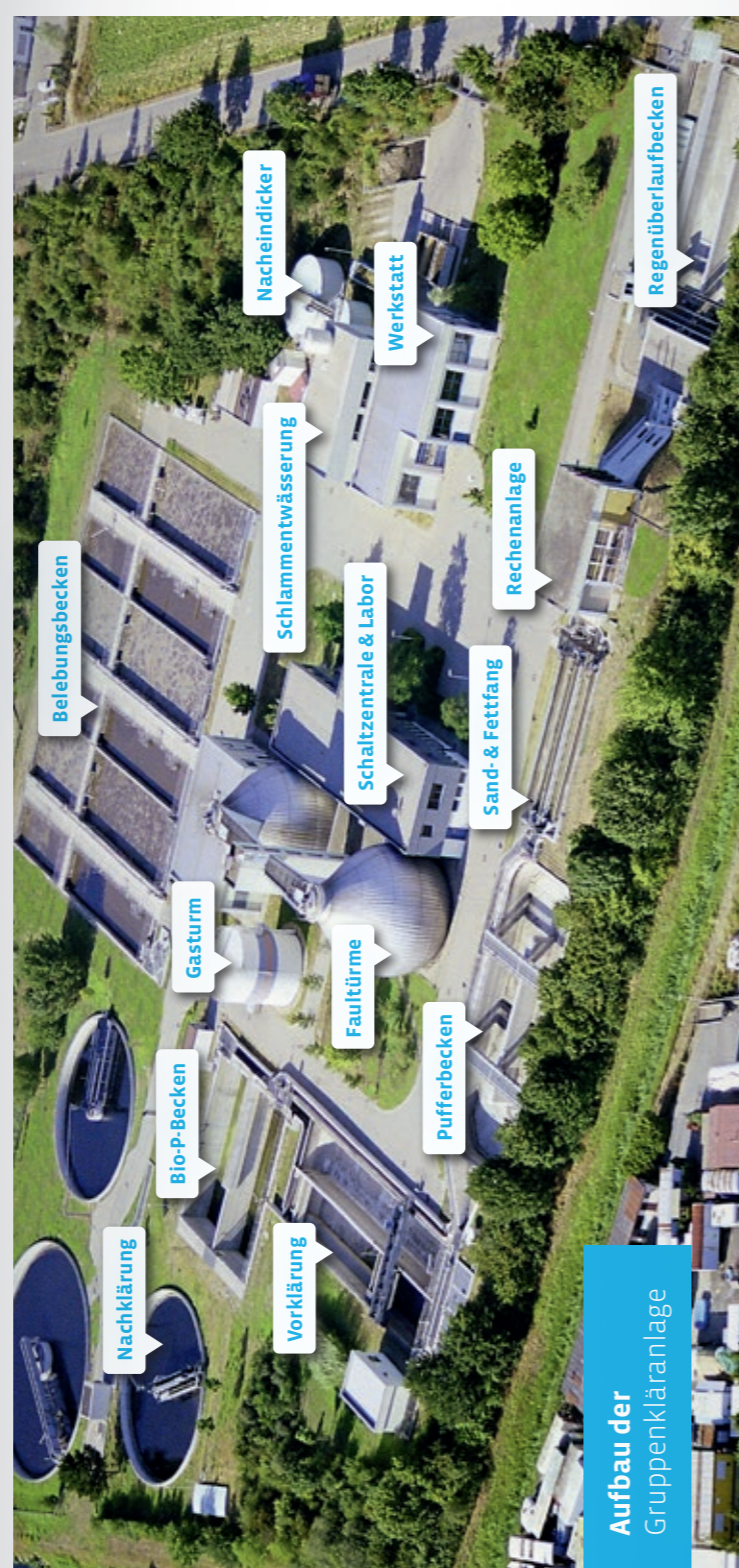 Belebungsbecken
Nachklärung
Bio-P-Becken
Gasturm
Nacheindicker
Schlammentwässerung
Vorklärung
Faultürme
Schaltzentrale & Labor
Werkstatt
Pufferbecken
Sand- & Fettfang
Rechenanlage
Regenüberlaufbecken
Aufbau der
Gruppenkläranlage